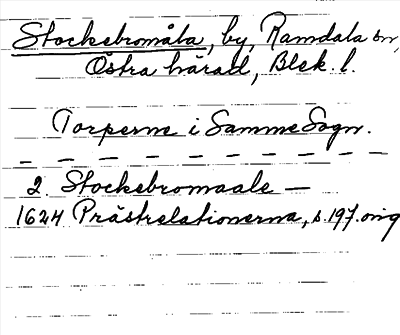 Stockebromåla, by, Ramdala sn,
Östra härad, Blek. l.
Torperne i Samme Sogn.
2. Stockebromaale —
1624 Prästrelationerna, s. 197. orig